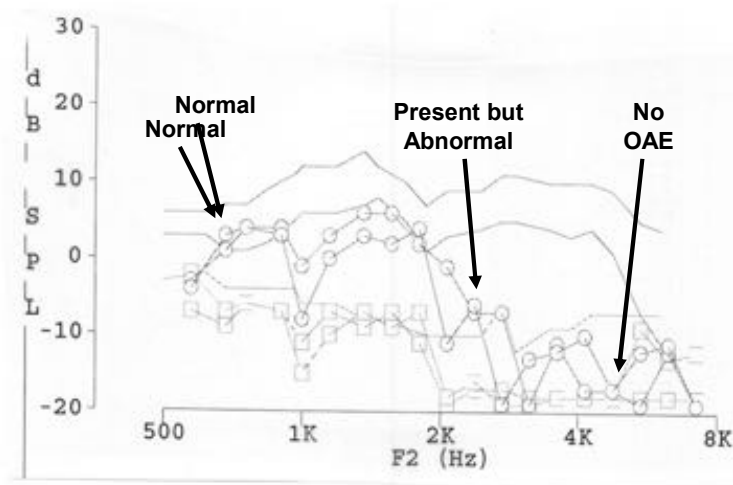 30
20
10
0
-10
-20
d
B
S
P
L
Normal
Normal
Present but
Abnormal
No
OAE
500
1K
2K
4K
8K
F2 (Hz)